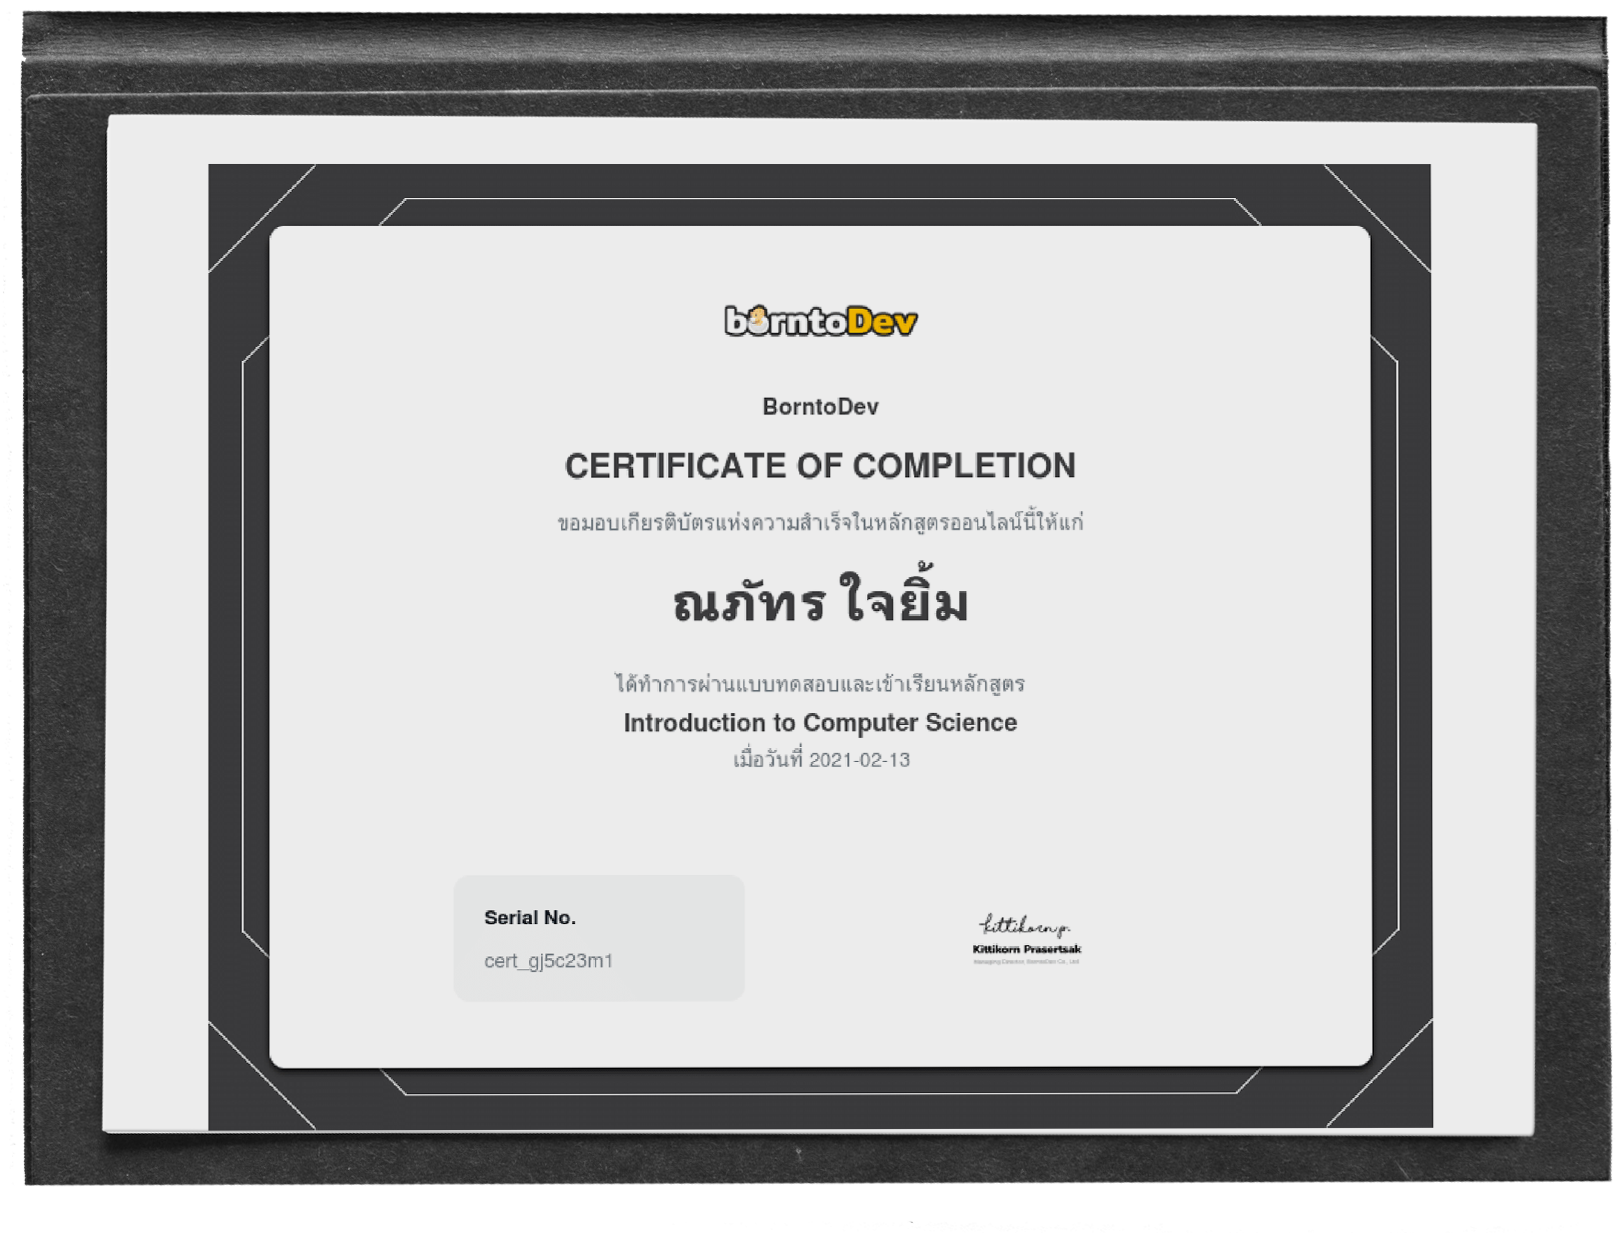 borntoDev
BorntoDev
CERTIFICATE OF COMPLETION
ขอมอบเกียรติบัตรแห่งความสำเร็จในหลักสูตรออนไลน์นี้ให้แก่
ณภัทร ใจยิ้ม
ได้ทำการผ่านแบบทดสอบและเข้าเรียนหลักสูตร
Introduction to Computer Science
เมื่อวันที่ 2021-02-13
Serial No.
cert_gj5c23m1
kittikorn p.
Kittikorn Prasertsak
Managing Director, BorntoDev Co., Ltd